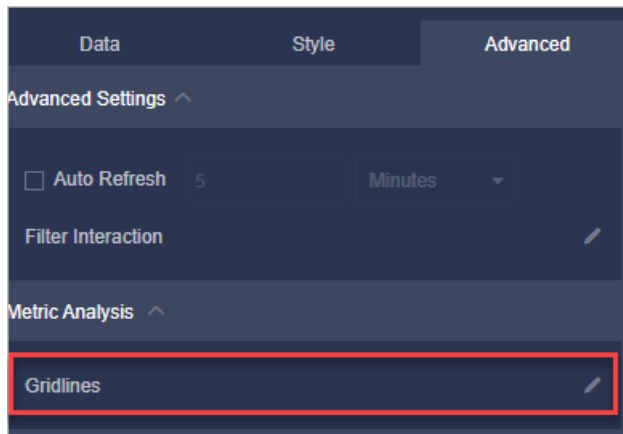 Data Style Advanced
Advanced Settings
Auto Refresh 5 Minutes
Filter Interaction
Metric Analysis
Gridlines